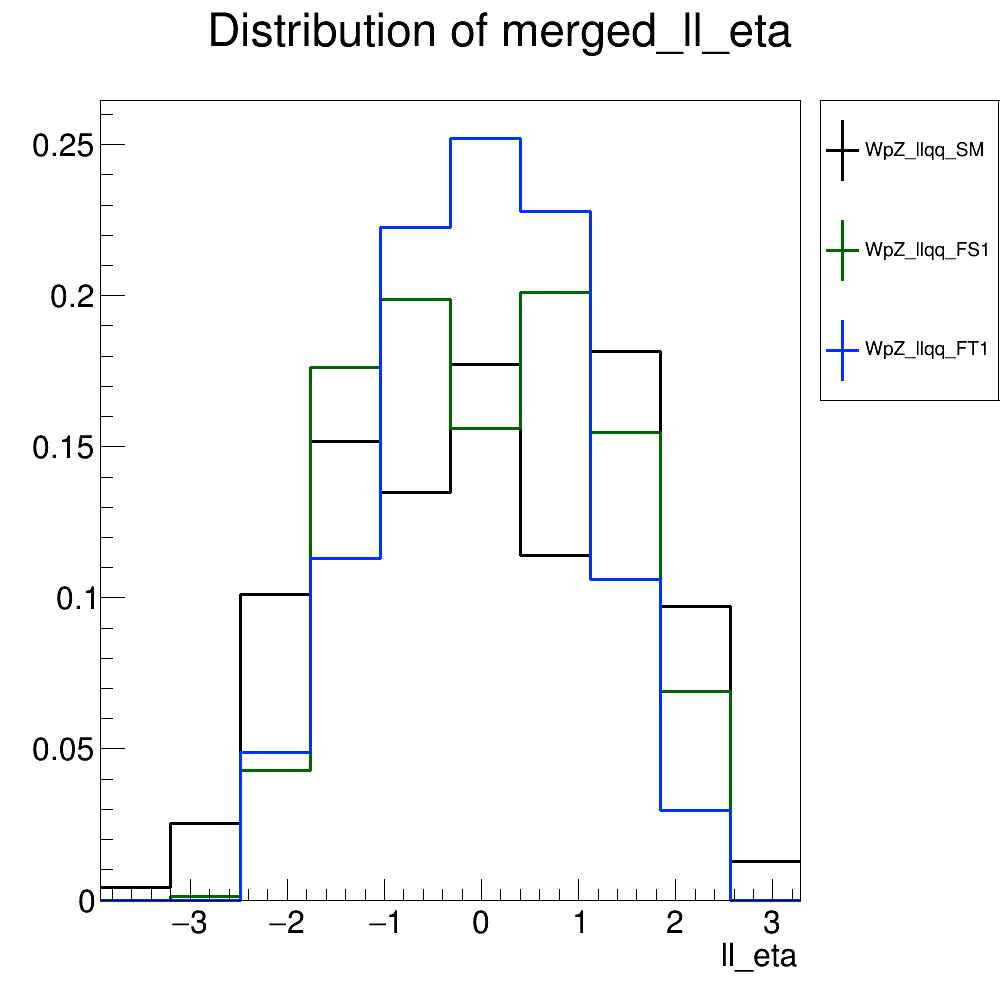 Distribution of merged_ll_eta
0.25
0.2
0.15
0.1
0.05
0
−3 −2 −1 0 1 2 3
ll_eta
WpZ_llqq_SM
WpZ_llqq_FS1
WpZ_llqq_FT1